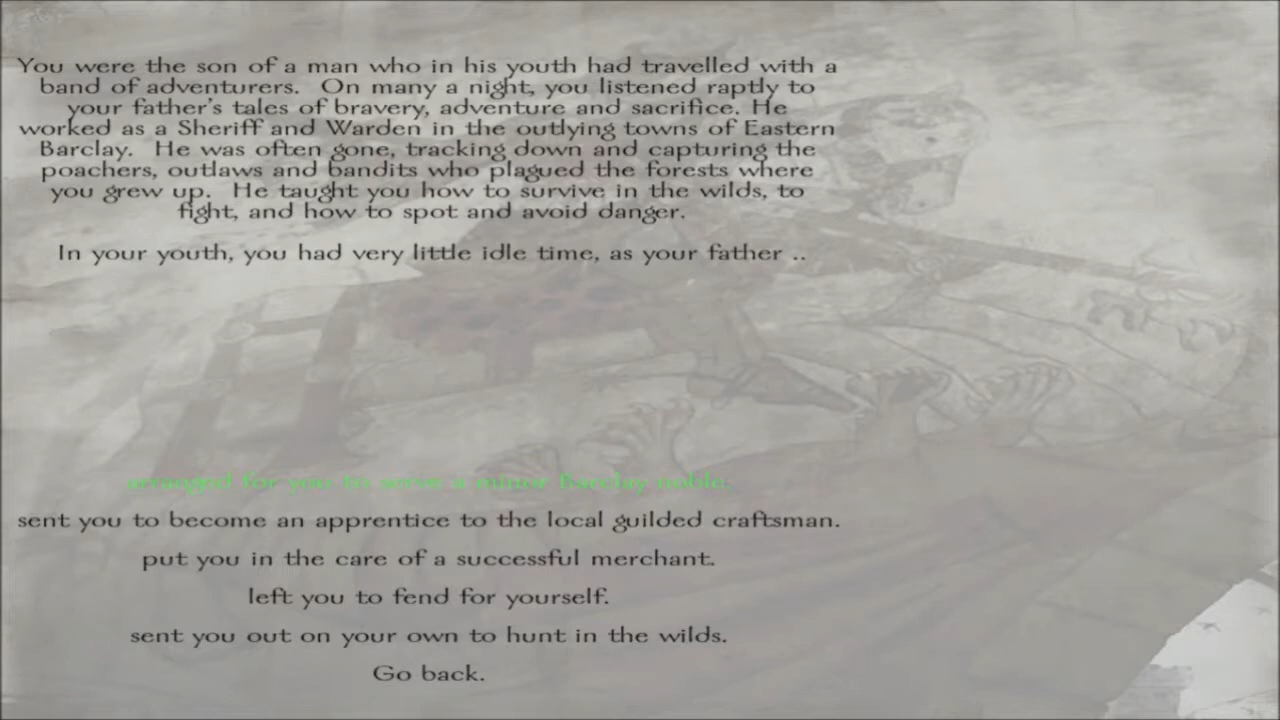 You were the son of a man who in his youth had travelled with a
band of adventurers.  On many a night, you listened raptly to
your father's tales of bravery, adventure and sacrifice. He
worked as a Sheriff and Warden in the outlying towns of Eastern
Barclay.  He was often gone, tracking down and capturing the
poachers, outlaws and bandits who plagued the forests where
you grew up.  He taught you how to survive in the wilds, to
fight, and how to spot and avoid danger.
In your youth, you had very little idle time, as your father ..
arranged for you to serve a minor Barclay noble.
sent you to become an apprentice to the local guilded craftsman.
put you in the care of a successful merchant.
left you to fend for yourself.
sent you out on your own to hunt in the wilds.
Go back.